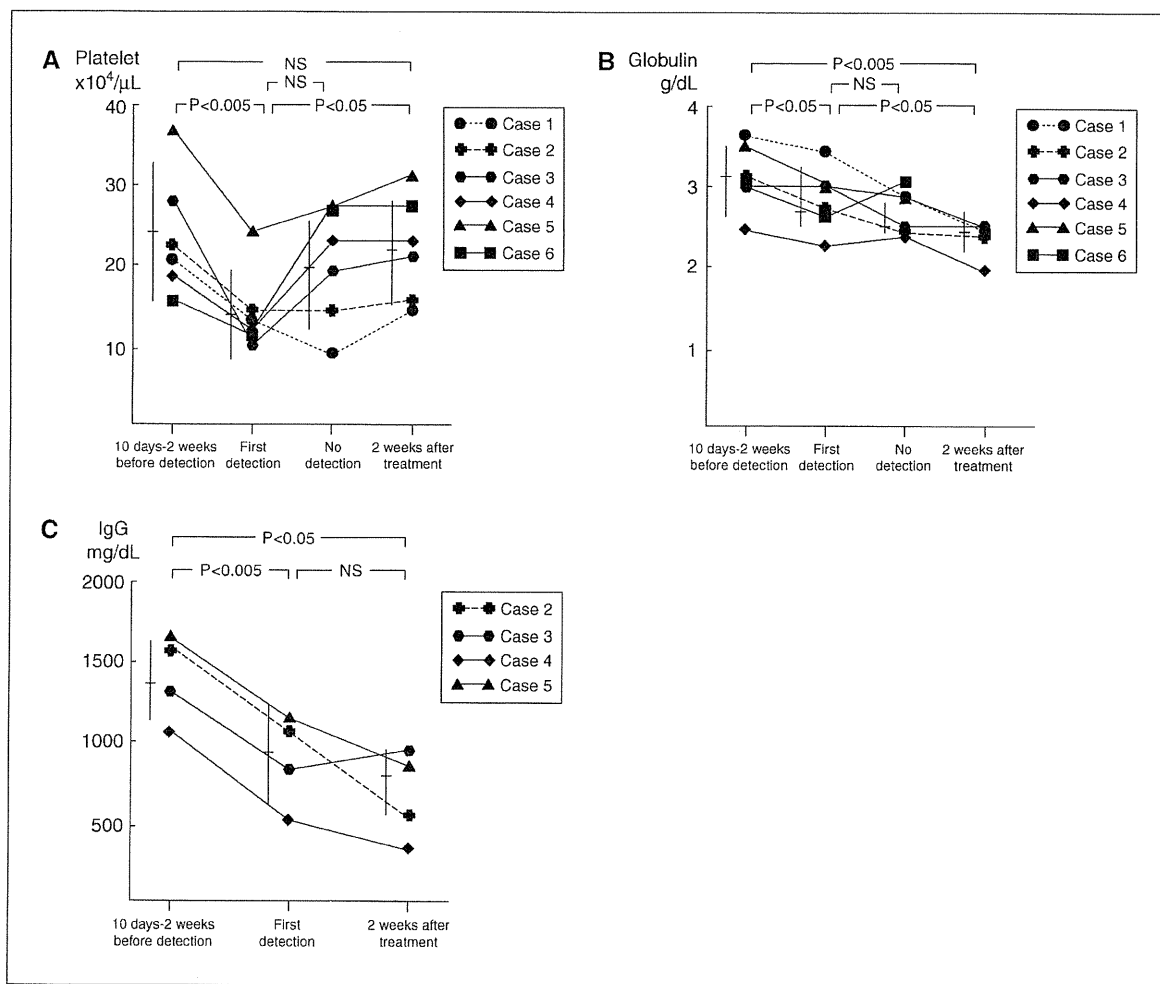 A
Platelet
x10⁴/μL
NS
NS
P<0.005
P<0.05
40
30
20
10
Case 1
Case 2
Case 3
Case 4
Case 5
Case 6
10 days-2 weeks
before detection
First
detection
No
detection
2 weeks after
treatment
B
Globulin
g/dL
P<0.005
NS
P<0.05
P<0.05
4
3
2
1
Case 1
Case 2
Case 3
Case 4
Case 5
Case 6
10 days-2 weeks
before detection
First
detection
No
detection
2 weeks after
treatment
C
IgG
mg/dL
P<0.05
P<0.005
NS
2000
1500
1000
500
Case 2
Case 3
Case 4
Case 5
10 days-2 weeks
before detection
First
detection
2 weeks after
treatment